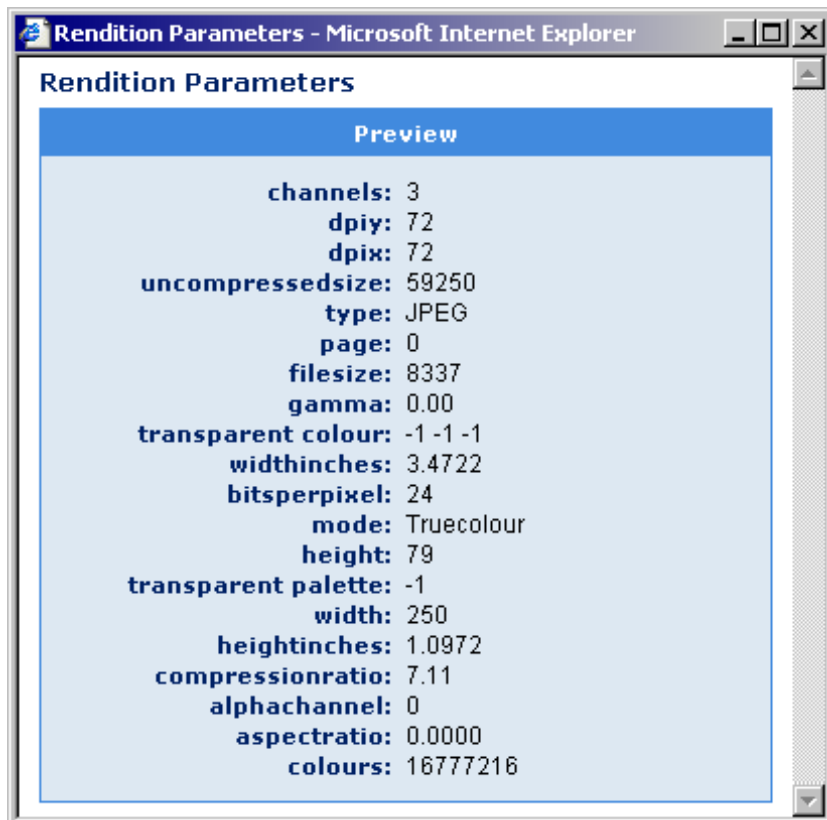 Rendition Parameters - Microsoft Internet Explorer
Rendition Parameters
Preview
channels: 3
dpiy: 72
dpix: 72
uncompressedsize: 59250
type: JPEG
page: 0
filesize: 8337
gamma: 0.00
transparent colour: -1 -1 -1
widthinches: 3.4722
bitsperpixel: 24
mode: Truecolour
height: 79
transparent palette: -1
width: 250
heightinches: 1.0972
compressionratio: 7.11
alphachannel: 0
aspectratio: 0.0000
colours: 16777216